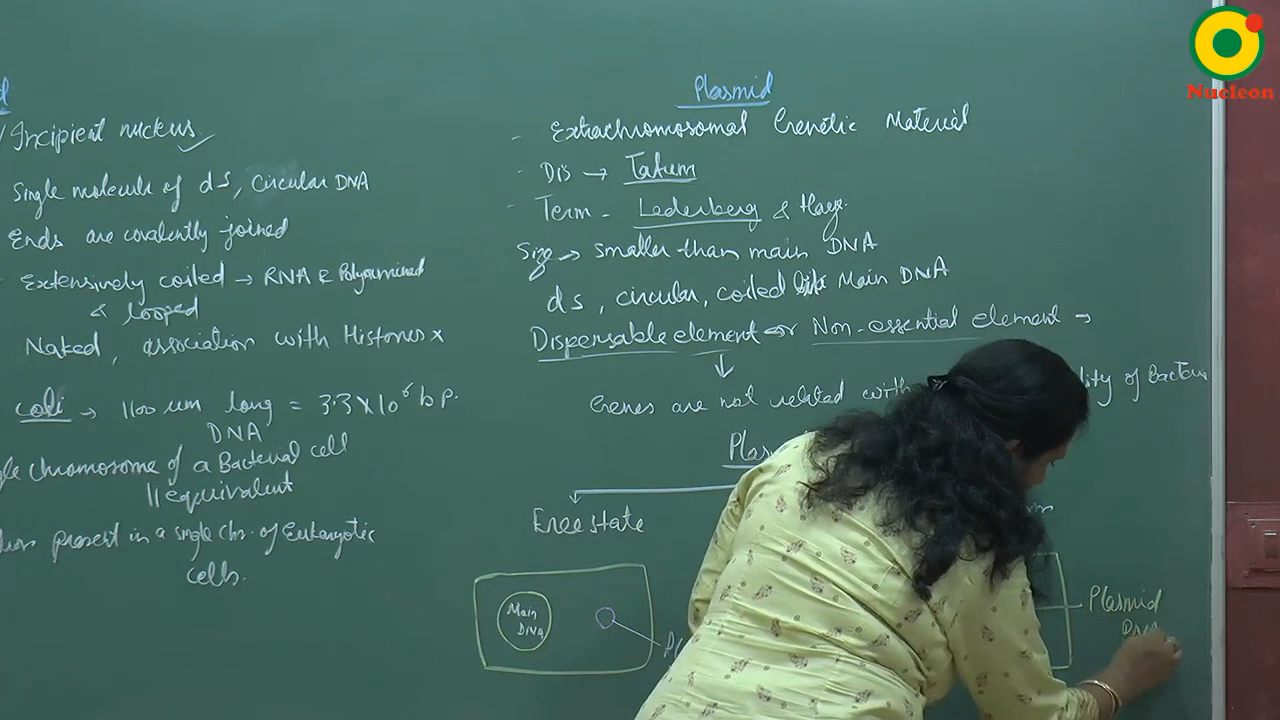 Incipient nucleus
Single molecule of ds, Circular DNA
Ends are covalently joined
Extensively coiled → RNA &
& looped
Naked, association with Histones x
coli → 1100 μm long = 3.3 X 10⁶ b p.
DNA
chromosome of a Bacterial cell
|| equivalent
present in a single chr. of Eukaryotic
cells.
Plasmid
- Extrachromosomal Genetic Material
- Dis → Tatum
- Term - Lederberg & Hays.
Size → smaller than main DNA
ds, circular, coiled like Main DNA
Dispensable element or Non-essential element →
↓
Genes are not related with
of Bacteria
Free state
Main
DNA
Plasmid
DNA
Nucleon